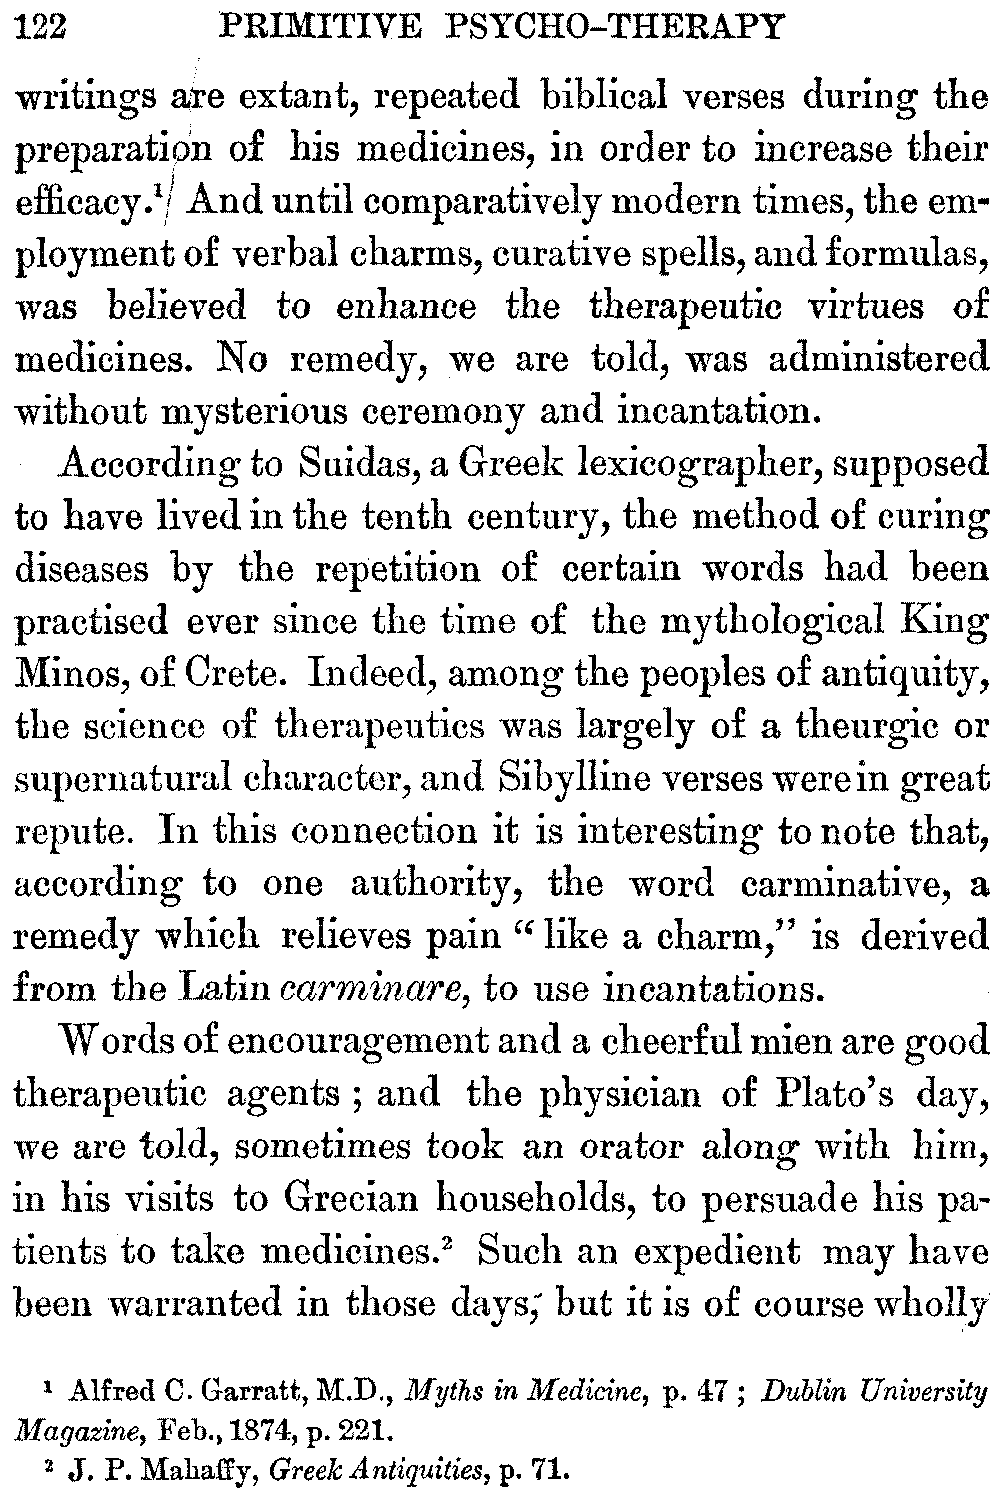 122 PRIMITIVE PSYCHO-THERAPY
writings are extant, repeated biblical verses during the
preparation of his medicines, in order to increase their
efficacy.¹ And until comparatively modern times, the em-
ployment of verbal charms, curative spells, and formulas,
was believed to enhance the therapeutic virtues of
medicines. No remedy, we are told, was administered
without mysterious ceremony and incantation.
According to Suidas, a Greek lexicographer, supposed
to have lived in the tenth century, the method of curing
diseases by the repetition of certain words had been
practised ever since the time of the mythological King
Minos, of Crete. Indeed, among the peoples of antiquity,
the science of therapeutics was largely of a theurgic or
supernatural character, and Sibylline verses were in great
repute. In this connection it is interesting to note that,
according to one authority, the word carminative, a
remedy which relieves pain “like a charm,” is derived
from the Latin carminare, to use incantations.
Words of encouragement and a cheerful mien are good
therapeutic agents ; and the physician of Plato’s day,
we are told, sometimes took an orator along with him,
in his visits to Grecian households, to persuade his pa-
tients to take medicines.² Such an expedient may have
been warranted in those days; but it is of course wholly
¹ Alfred C. Garratt, M.D., Myths in Medicine, p. 47 ; Dublin University
Magazine, Feb., 1874, p. 221.
² J. P. Mahaffy, Greek Antiquities, p. 71.